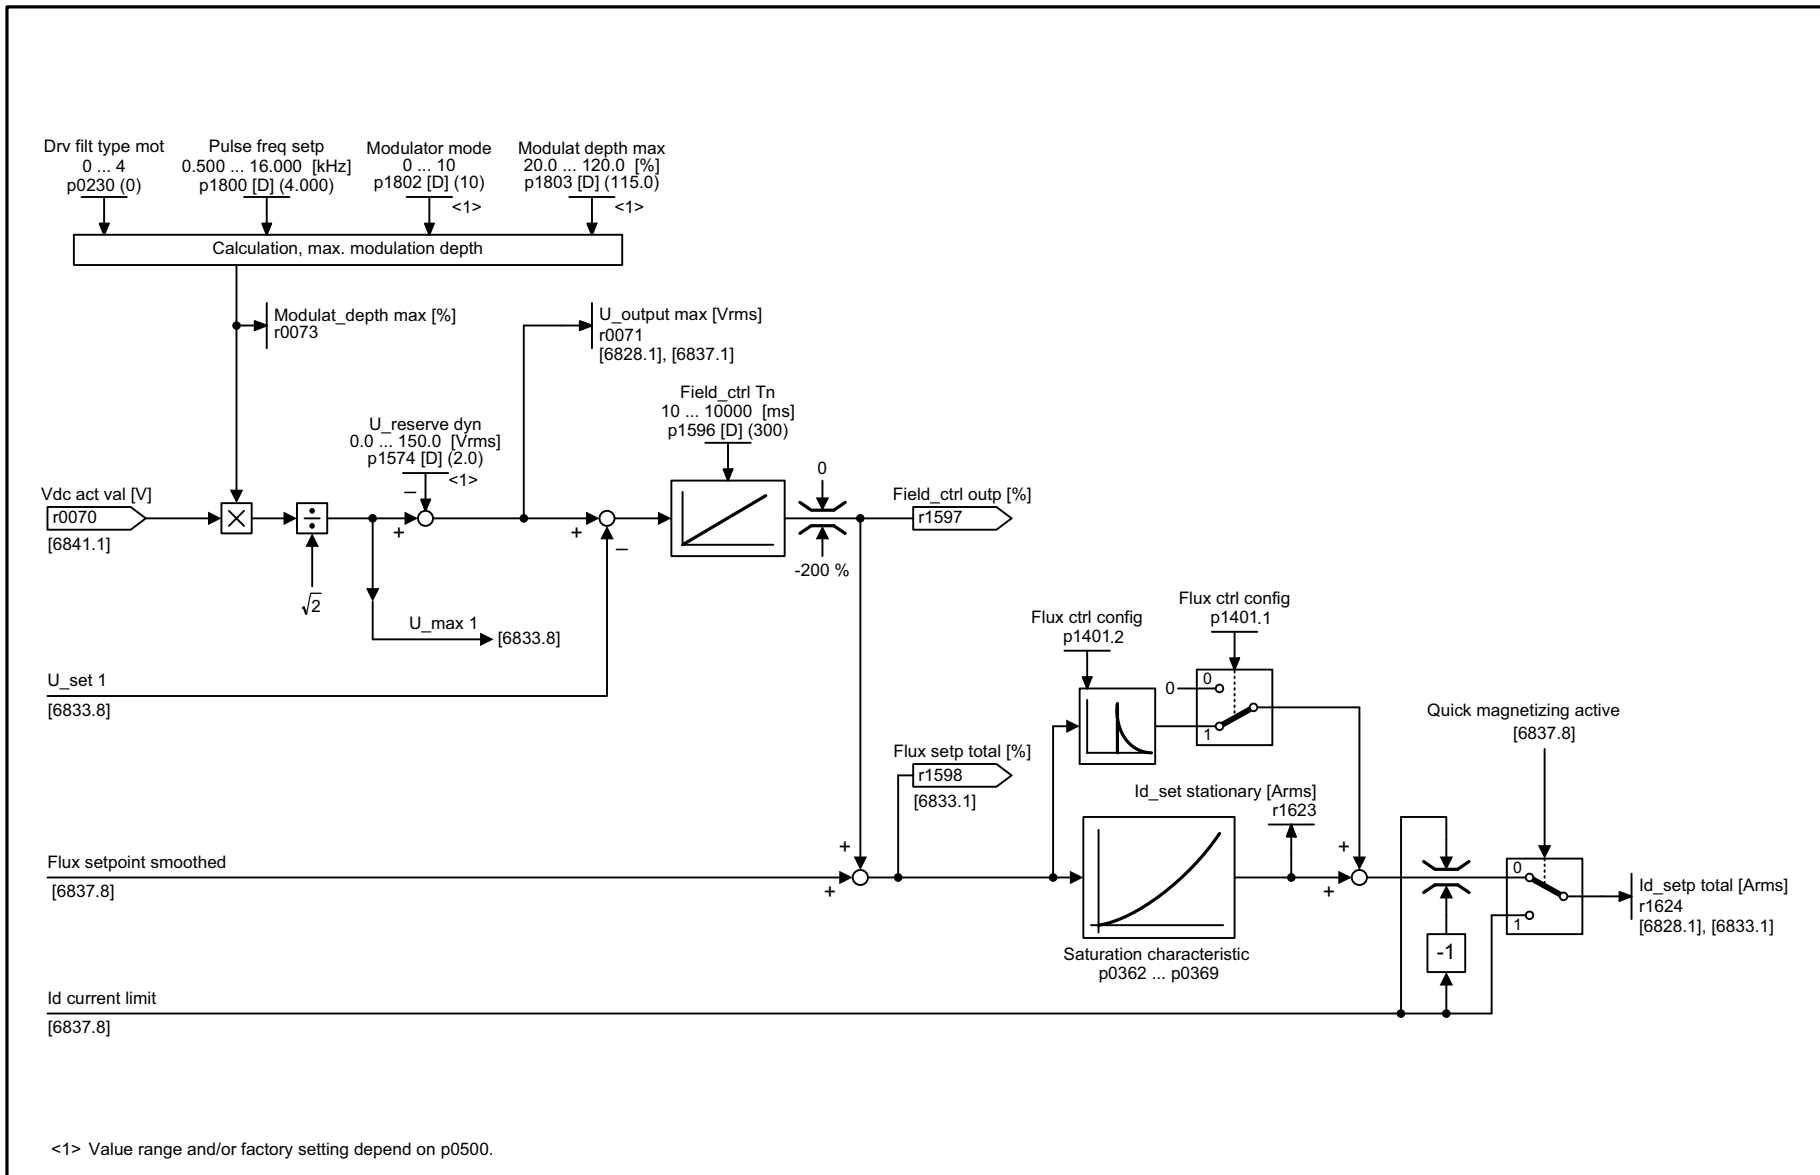 Drv filt type mot
0 ... 4
p0230 (0)
Pulse freq setp
0.500 ... 16.000 [kHz]
p1800 [D] (4.000)
Modulator mode
0 ... 10
p1802 [D] (10)
<1>
Modulat depth max
20.0 ... 120.0 [%]
p1803 [D] (115.0)
<1>
Calculation, max. modulation depth
Modulat_depth max [%]
r0073
U_output max [Vrms]
r0071
[6828.1], [6837.1]
Field_ctrl Tn
10 ... 10000 [ms]
p1596 [D] (300)
U_reserve dyn
0.0 ... 150.0 [Vrms]
p1574 [D] (2.0)
<1>
–
0
Vdc act val [V]
r0070
[6841.1]
×
÷
√2
+
+
–
-200 %
Field_ctrl outp [%]
r1597
U_max 1
[6833.8]
U_set 1
[6833.8]
Flux ctrl config
p1401.2
Flux ctrl config
p1401.1
0
0
1
Quick magnetizing active
[6837.8]
Flux setp total [%]
r1598
[6833.1]
Id_set stationary [Arms]
r1623
Flux setpoint smoothed
[6837.8]
+
+
+
+
Saturation characteristic
p0362 ... p0369
0
1
-1
Id_setp total [Arms]
r1624
[6828.1], [6833.1]
Id current limit
[6837.8]
<1> Value range and/or factory setting depend on p0500.